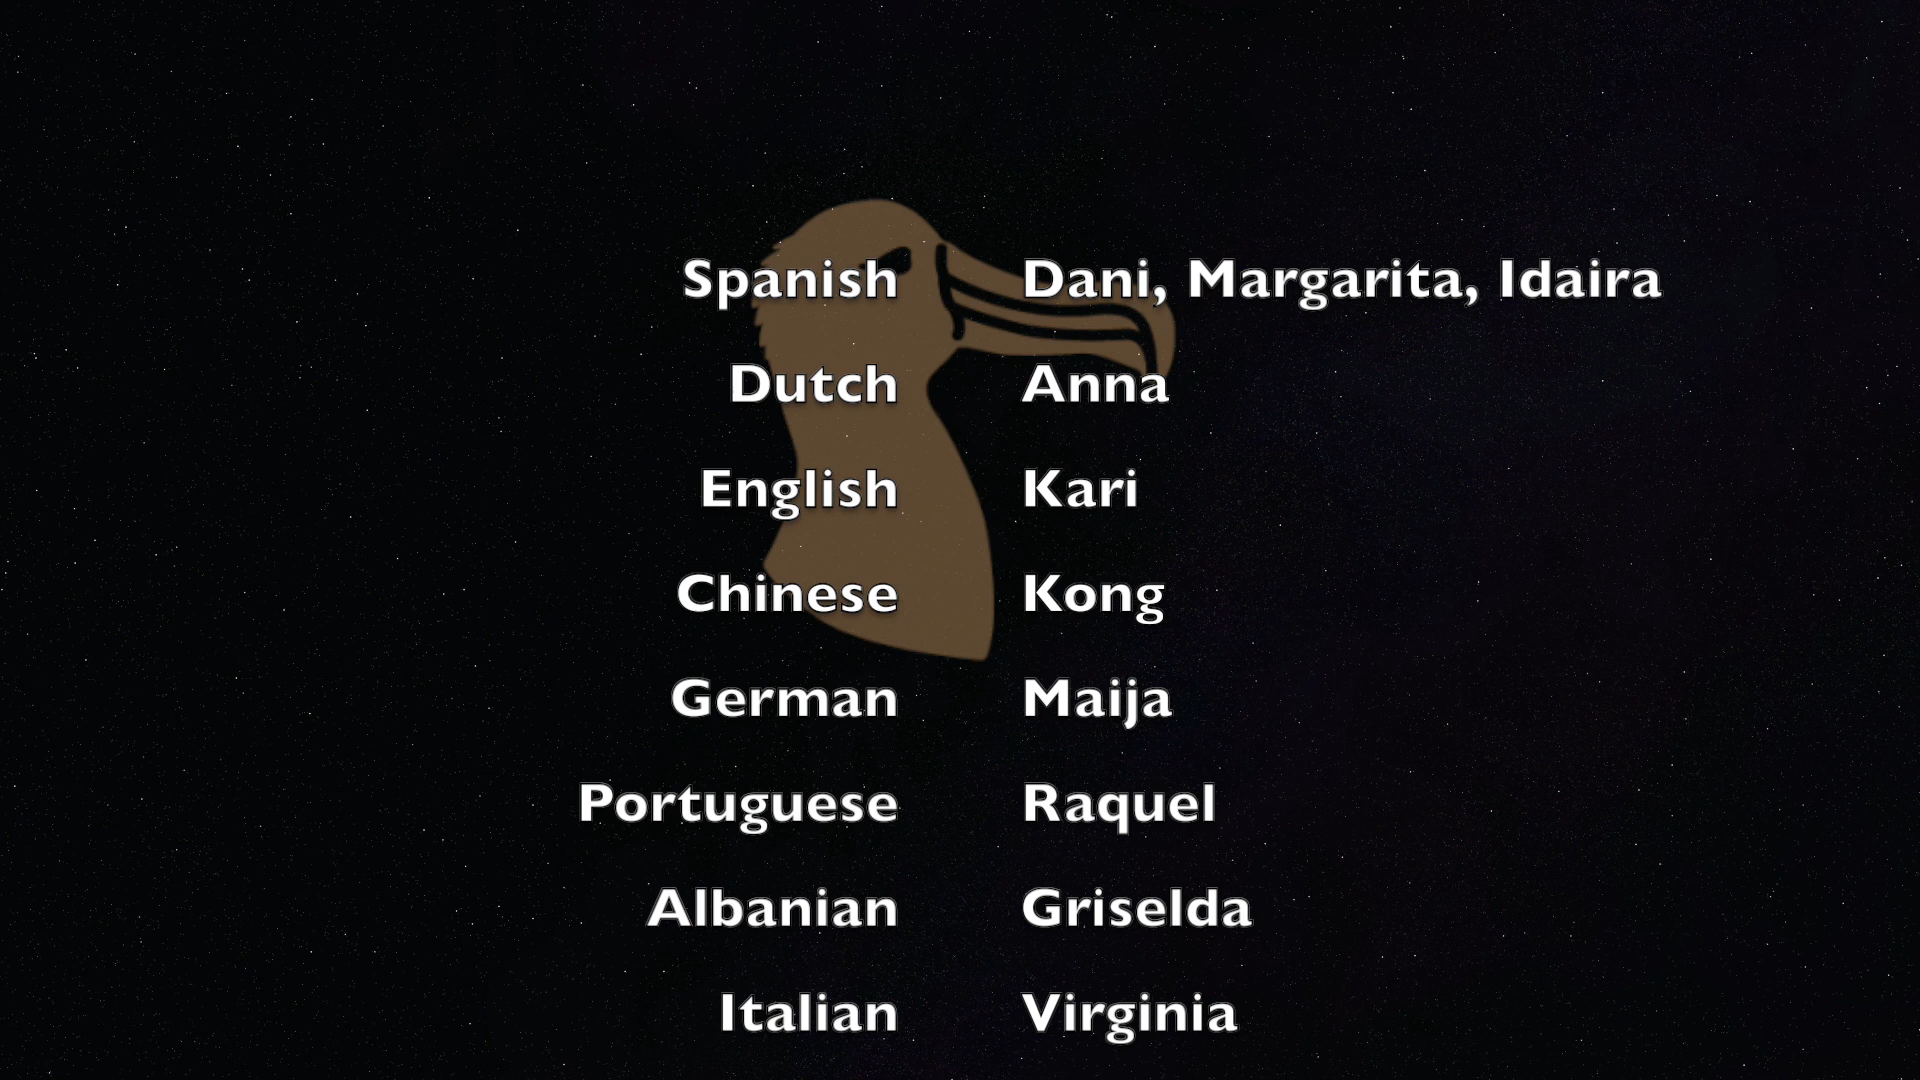 Spanish Dani, Margarita, Idaira
Dutch Anna
English Kari
Chinese Kong
German Maija
Portuguese Raquel
Albanian Griselda
Italian Virginia